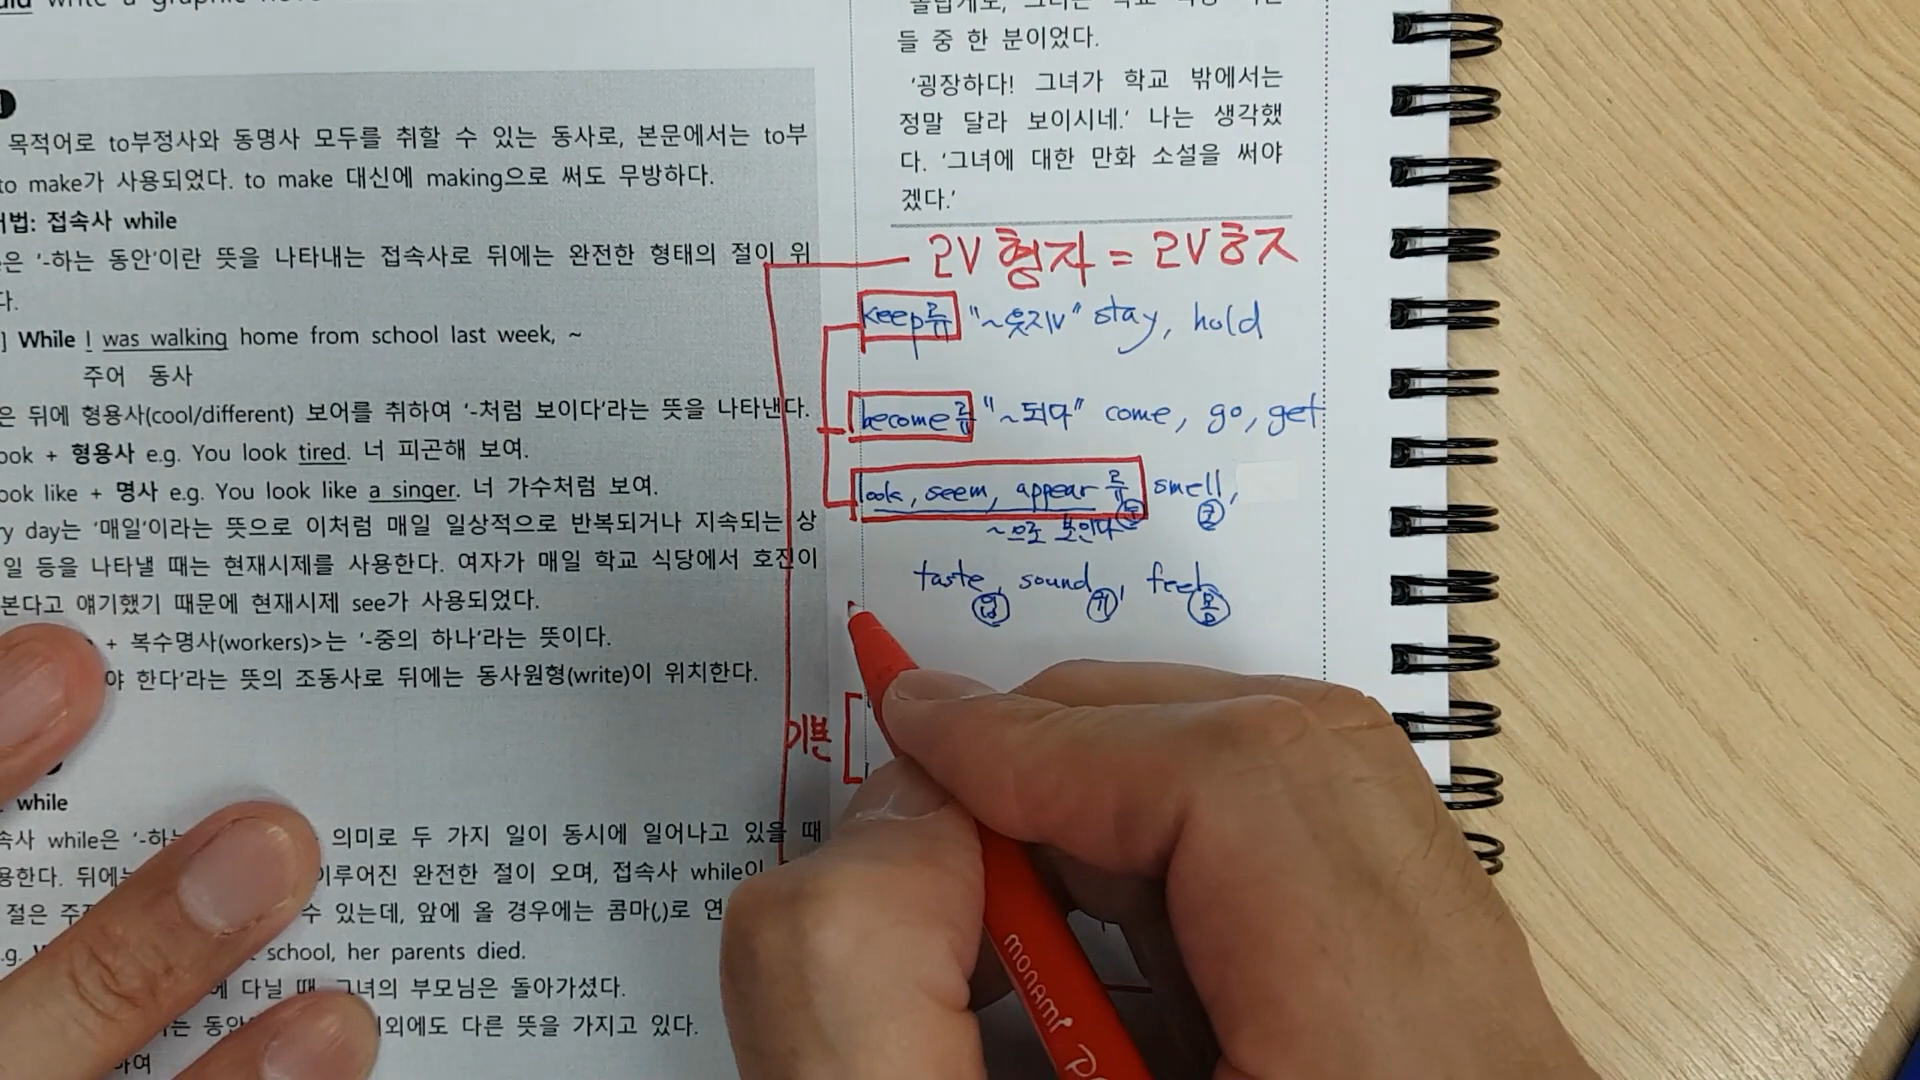 write a graphic
목적어로 to부정사와 동명사 모두를 취할 수 있는 동사로, 본문에서는 to부
to make가 사용되었다. to make 대신에 making으로 써도 무방하다.
어법: 접속사 while
은 '-하는 동안'이란 뜻을 나타내는 접속사로 뒤에는 완전한 형태의 절이 위
다.
] While I was walking home from school last week, ~
주어 동사
은 뒤에 형용사(cool/different) 보어를 취하여 '-처럼 보이다'라는 뜻을 나타낸다.
ook + 형용사 e.g. You look tired. 너 피곤해 보여.
ook like + 명사 e.g. You look like a singer. 너 가수처럼 보여.
ry day는 '매일'이라는 뜻으로 이처럼 매일 일상적으로 반복되거나 지속되는 상
일 등을 나타낼 때는 현재시제를 사용한다. 여자가 매일 학교 식당에서 호진이
본다고 얘기했기 때문에 현재시제 see가 사용되었다.
+ 복수명사(workers)>는 '-중의 하나'라는 뜻이다.
야 한다'라는 뜻의 조동사로 뒤에는 동사원형(write)이 위치한다.
while
속사 while은 '-하는 의미로 두 가지 일이 동시에 일어나고 있을 때
용한다. 뒤에는 이루어진 완전한 절이 오며, 접속사 while이
절은 주 수 있는데, 앞에 올 경우에는 콤마(,)로 연
.g. school, her parents died.
에 다닐 때 그녀의 부모님은 돌아가셨다.
는 동안 외에도 다른 뜻을 가지고 있다.
하여
들 중 한 분이었다.
'굉장하다! 그녀가 학교 밖에서는
정말 달라 보이시네.' 나는 생각했
다. '그녀에 대한 만화 소설을 써야
겠다.'
2V 형자 = 2V ㅎㅈ
keep류 stay, hold
become류 "~되다" come, go, get
look, seem, appear 류 smell,
~으로 보인다
taste, sound, feel
입 귀 몸
이쁜
monami